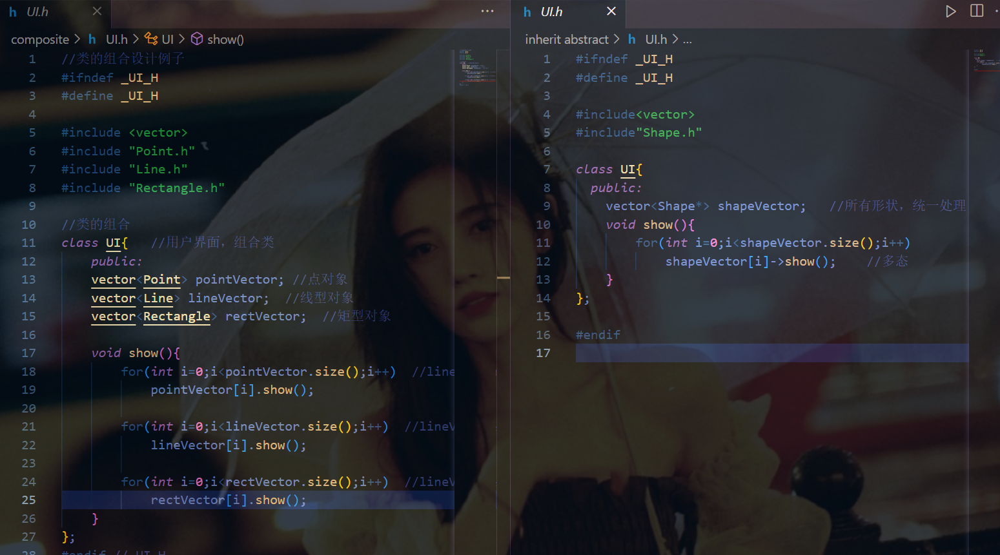 UI.h
composite > UI.h > UI > show()
1 //类的组合设计例子
2 #ifndef _UI_H
3 #define _UI_H
4
5 #include <vector>
6 #include "Point.h"
7 #include "Line.h"
8 #include "Rectangle.h"
9
10 //类的组合
11 class UI{   //用户界面，组合类
12     public:
13     vector<Point> pointVector; //点对象
14     vector<Line> lineVector;  //线型对象
15     vector<Rectangle> rectVector;  //矩型对象
16
17     void show(){
18         for(int i=0;i<pointVector.size();i++)  //line
19             pointVector[i].show();
20
21         for(int i=0;i<lineVector.size();i++)  //lineV
22             lineVector[i].show();
23
24         for(int i=0;i<rectVector.size();i++)  //lineV
25             rectVector[i].show();
26     }
27 };
28 #endif // _UI_H
UI.h
inherit abstract > UI.h > ...
1 #ifndef _UI_H
2 #define _UI_H
3
4 #include<vector>
5 #include"Shape.h"
6
7 class UI{
8   public:
9     vector<Shape*> shapeVector;   //所有形状，统一处理
10     void show(){
11         for(int i=0;i<shapeVector.size();i++)
12             shapeVector[i]->show();    //多态
13     }
14 };
15
16 #endif
17